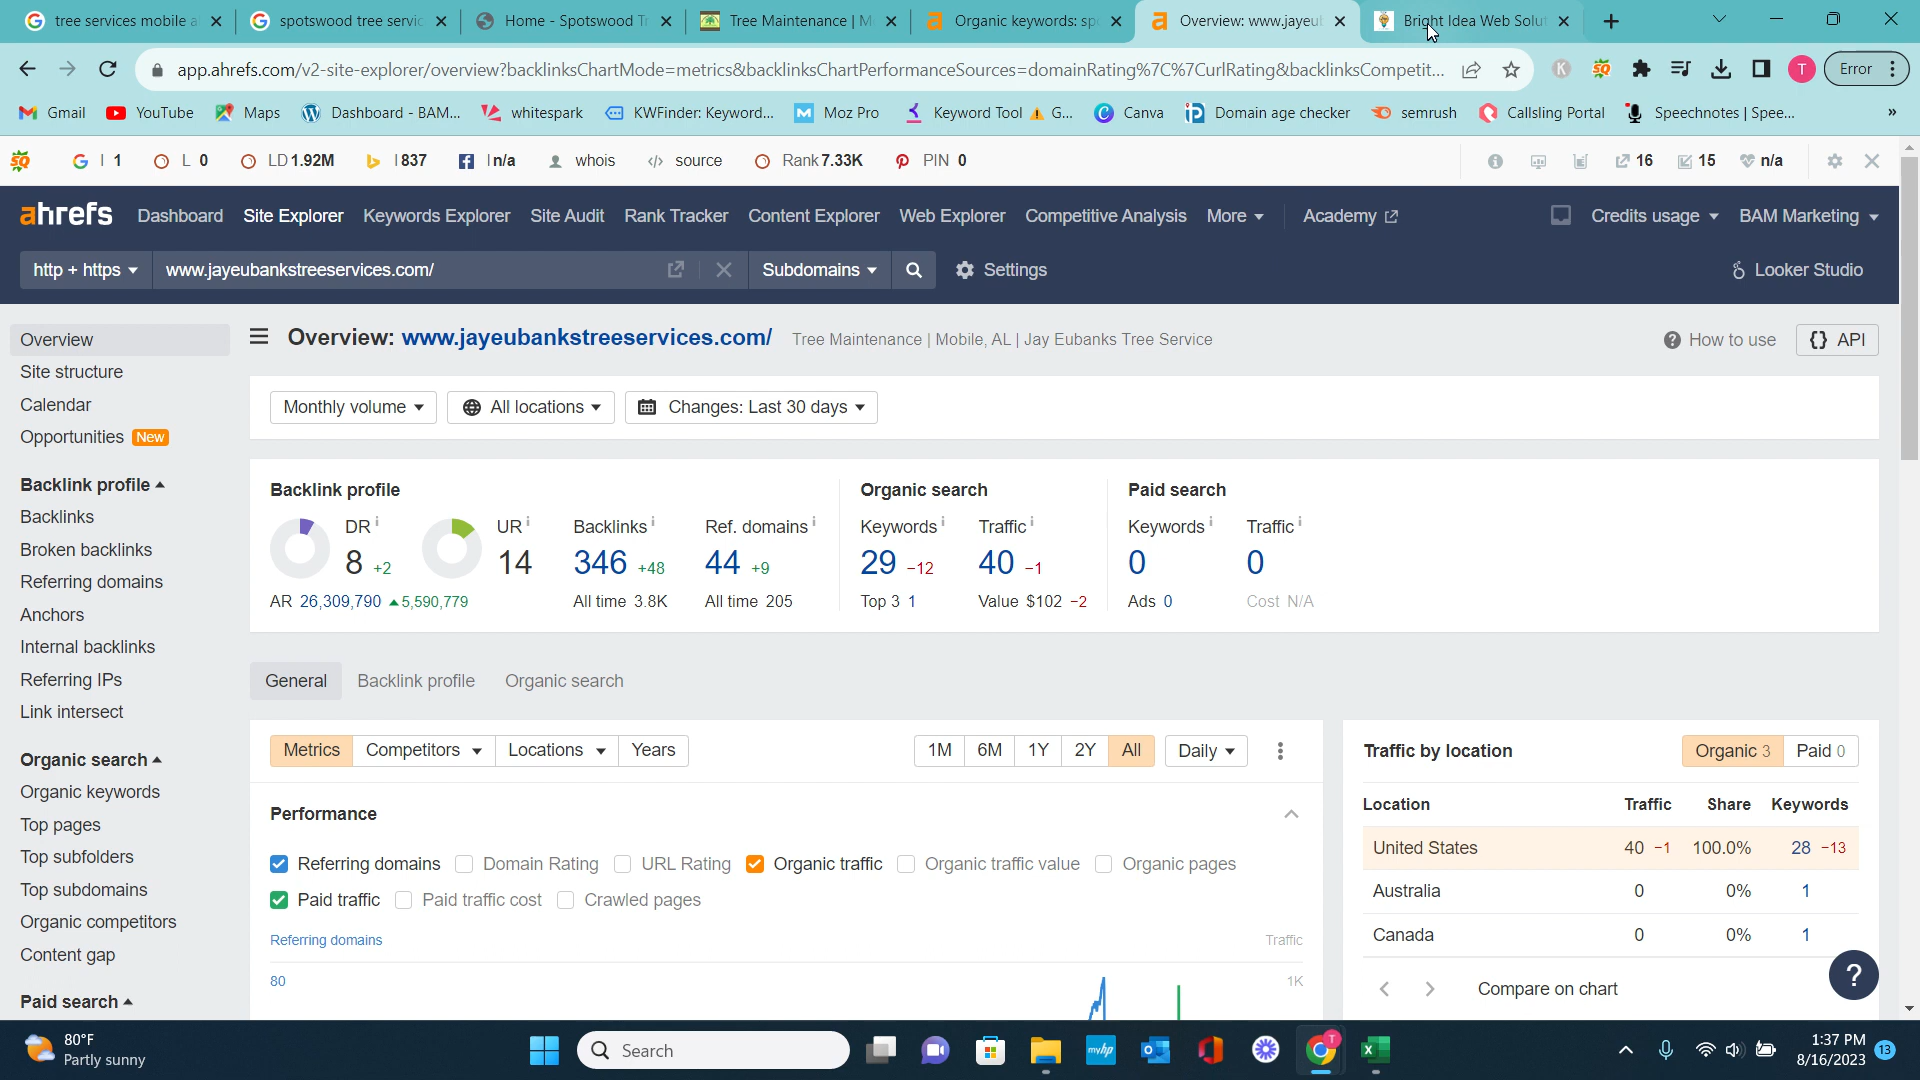 tree services mobile a
spotswood tree servic
Home - Spotswood T
Tree Maintenance | M
Organic keywords: sp
Overview: www.jayeu
Bright Idea Web Solut
app.ahrefs.com/v2-site-explorer/overview?backlinksChartMode=metrics&backlinksChartPerformanceSources=domainRating%7C%7CurlRating&backlinksCompetit...
K
T
Error
Gmail
YouTube
Maps
Dashboard - BAM...
whitespark
KWFinder: Keyword...
Moz Pro
Keyword Tool ⚠ G...
Canva
Domain age checker
semrush
Callsling Portal
Speechnotes | Spee...
»
SQ
I 1
L 0
LD 1.92M
I 837
I n/a
whois
source
Rank 7.33K
PIN 0
16
15
n/a
ahrefs
Dashboard
Site Explorer
Keywords Explorer
Site Audit
Rank Tracker
Content Explorer
Web Explorer
Competitive Analysis
More
Academy
Credits usage
BAM Marketing
http + https
www.jayeubankstreeservices.com/
Subdomains
Settings
Looker Studio
Overview
Site structure
Calendar
Opportunities New
Backlink profile
Backlinks
Broken backlinks
Referring domains
Anchors
Internal backlinks
Referring IPs
Link intersect
Organic search
Organic keywords
Top pages
Top subfolders
Top subdomains
Organic competitors
Content gap
Paid search
Overview: www.jayeubankstreeservices.com/ Tree Maintenance | Mobile, AL | Jay Eubanks Tree Service
How to use
{} API
Monthly volume
All locations
Changes: Last 30 days
Backlink profile
DR
8 +2
UR
14
Backlinks
346 +48
Ref. domains
44 +9
AR 26,309,790 5,590,779
All time 3.8K
All time 205
Organic search
Keywords
29 -12
Traffic
40 -1
Top 3 1
Value $102 -2
Paid search
Keywords
0
Traffic
0
Ads 0
Cost N/A
General
Backlink profile
Organic search
Metrics
Competitors
Locations
Years
1M
6M
1Y
2Y
All
Daily
Performance
Referring domains
Domain Rating
URL Rating
Organic traffic
Organic traffic value
Organic pages
Paid traffic
Paid traffic cost
Crawled pages
Referring domains
Traffic
80
1K
Traffic by location
Organic 3
Paid 0
Location Traffic Share Keywords
United States 40 -1 100.0% 28 -13
Australia 0 0% 1
Canada 0 0% 1
Compare on chart
?
80°F
Partly sunny
Search
myhp
T
1:37 PM
8/16/2023
13